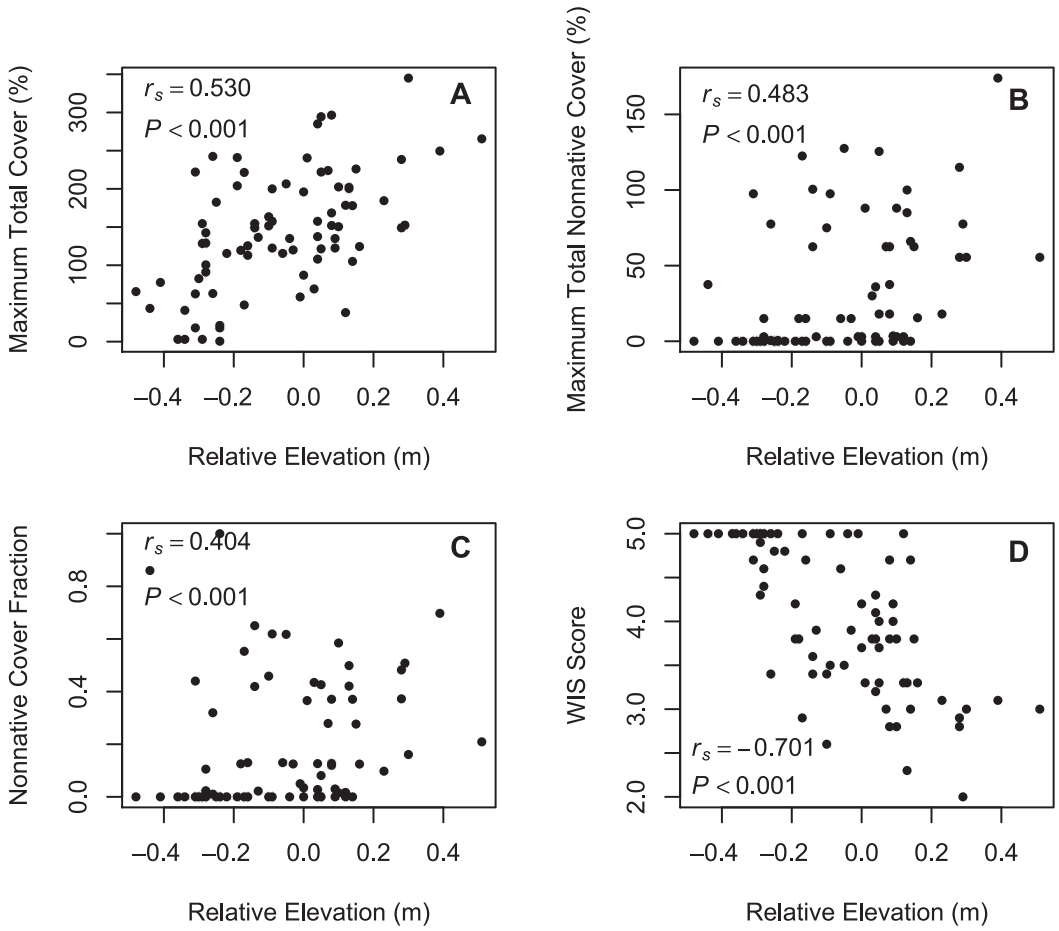 Maximum Total Cover (%)
300
200
100
0
r_s = 0.530
P < 0.001
A
−0.4 −0.2 0.0 0.2 0.4
Relative Elevation (m)
Maximum Total Nonnative Cover (%)
150
100
50
0
r_s = 0.483
P < 0.001
B
−0.4 −0.2 0.0 0.2 0.4
Relative Elevation (m)
Nonnative Cover Fraction
0.8
0.4
0.0
r_s = 0.404
P < 0.001
C
−0.4 −0.2 0.0 0.2 0.4
Relative Elevation (m)
WIS Score
5.0
4.0
3.0
2.0
D
r_s = −0.701
P < 0.001
−0.4 −0.2 0.0 0.2 0.4
Relative Elevation (m)